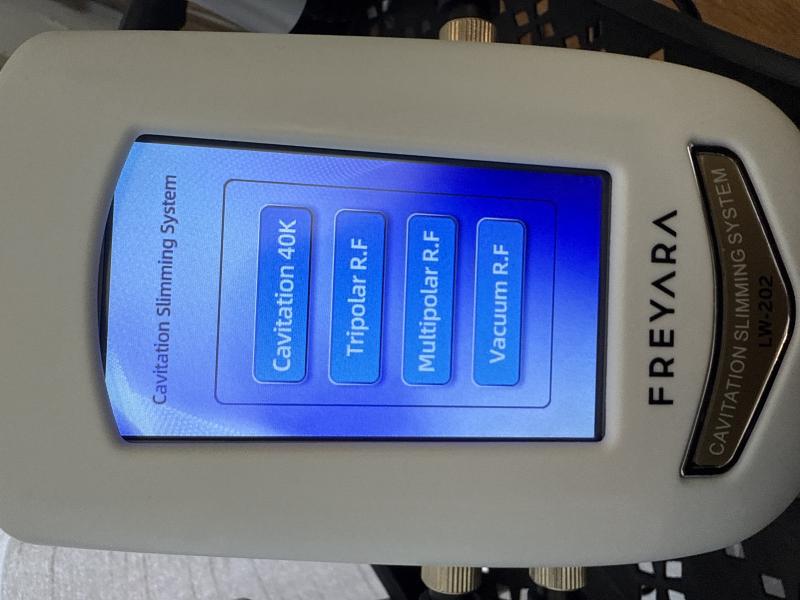 Cavitation Slimming System
Cavitation 40K
Tripolar R.F
Multipolar R.F
Vacuum R.F
FREYARA
CAVITATION SLIMMING SYSTEM
LW-202